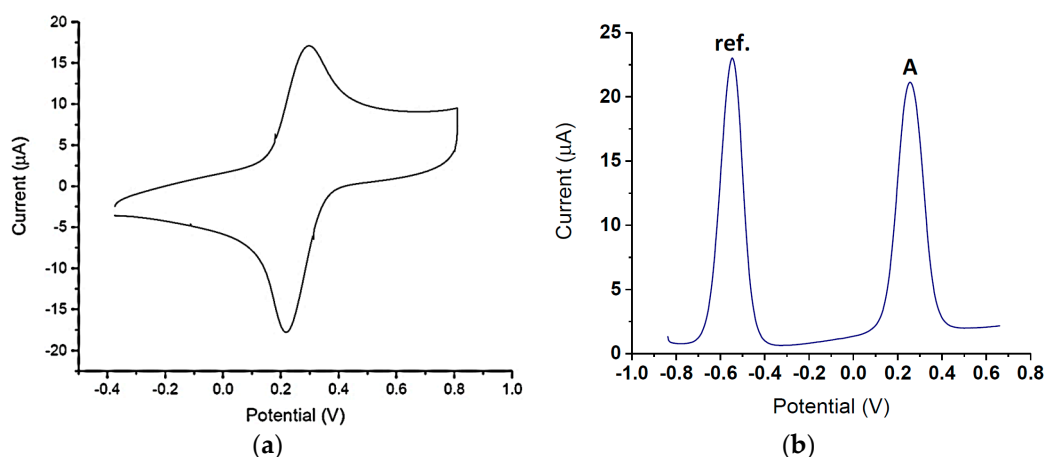 20
15
10
5
0
-5
-10
-15
-20
Current (µA)
-0.4 -0.2 0.0 0.2 0.4 0.6 0.8 1.0
Potential (V)
(a)
25
20
15
10
5
0
Current (µA)
ref.
A
-1.0 -0.8 -0.6 -0.4 -0.2 0.0 0.2 0.4 0.6 0.8
Potential (V)
(b)